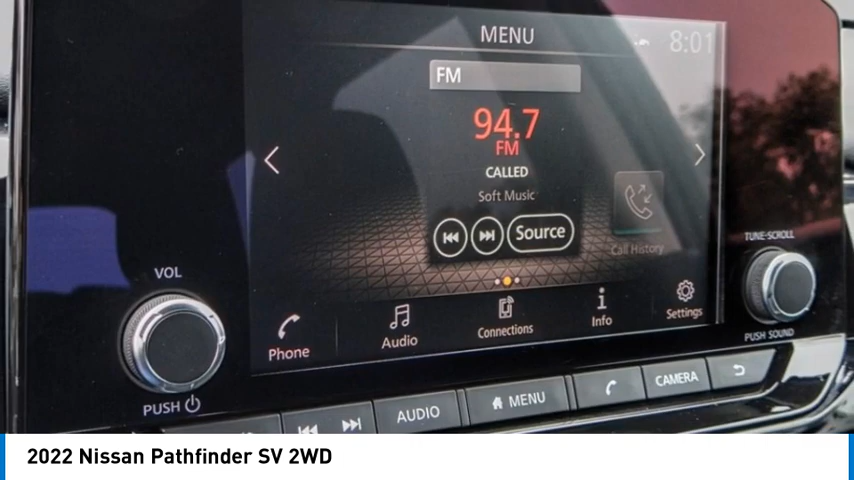 MENU
8:01
FM
94.7
FM
CALLED
Soft Music
Source
Call History
VOL
TUNE-SCROLL
Phone
Audio
Connections
Info
Settings
PUSH
PUSH SOUND
AUDIO
MENU
CAMERA
2022 Nissan Pathfinder SV 2WD